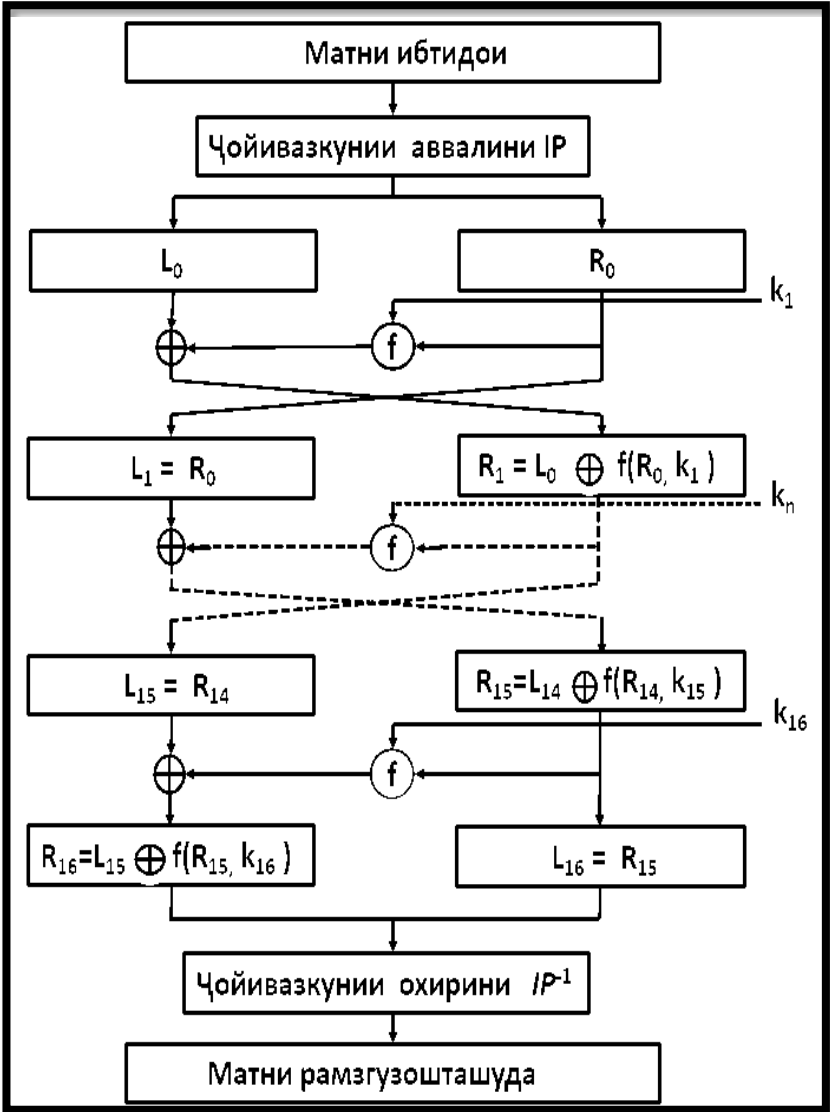 Матни ибтидои
Ҷойивазкунии аввалини IP
L₀
R₀
k₁
f
L₁ = R₀
R₁ = L₀ ⊕ f(R₀, k₁ )
kₙ
f
L₁₅ = R₁₄
R₁₅=L₁₄ ⊕ f(R₁₄, k₁₅ )
k₁₆
f
R₁₆=L₁₅ ⊕ f(R₁₅, k₁₆ )
L₁₆ = R₁₅
Ҷойивазкунии охирини IP⁻¹
Матни рамзгузошташуда